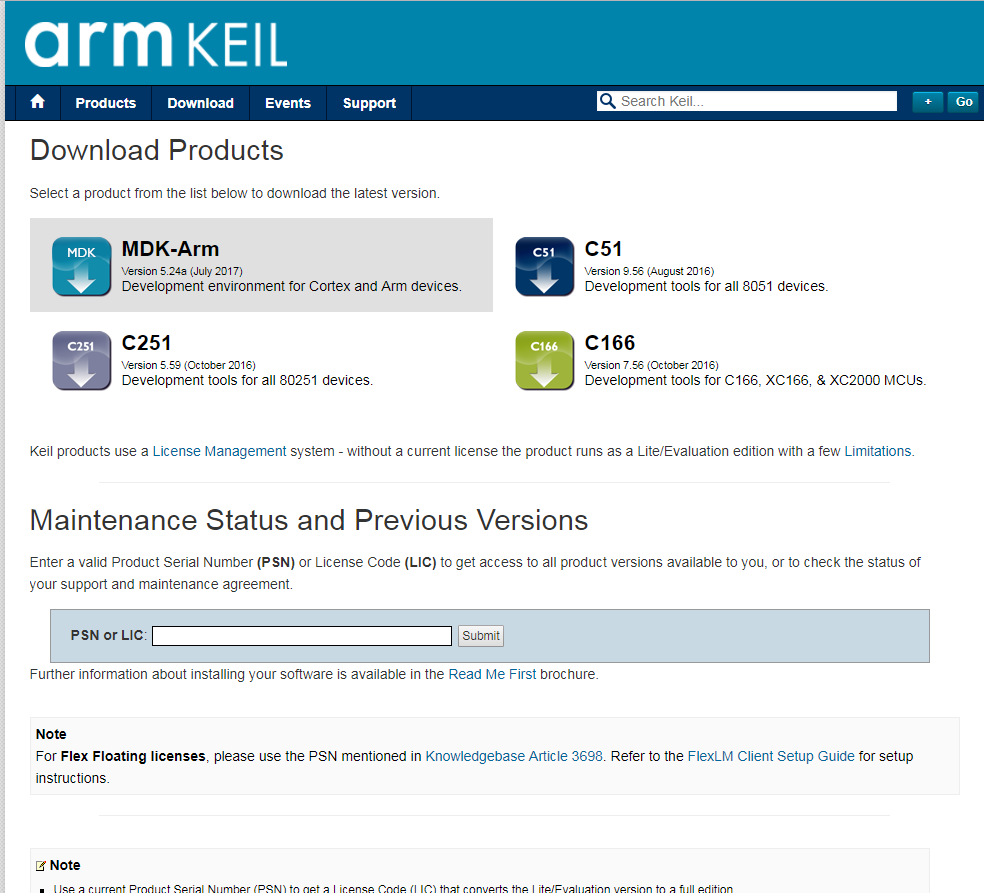 arm KEIL
Products Download Events Support Search Keil... + Go
Download Products
Select a product from the list below to download the latest version.
MDK
MDK-Arm
Version 5.24a (July 2017)
Development environment for Cortex and Arm devices.
C51
C51
Version 9.56 (August 2016)
Development tools for all 8051 devices.
C251
C251
Version 5.59 (October 2016)
Development tools for all 80251 devices.
C166
C166
Version 7.56 (October 2016)
Development tools for C166, XC166, & XC2000 MCUs.
Keil products use a License Management system - without a current license the product runs as a Lite/Evaluation edition with a few Limitations.
Maintenance Status and Previous Versions
Enter a valid Product Serial Number (PSN) or License Code (LIC) to get access to all product versions available to you, or to check the status of
your support and maintenance agreement.
PSN or LIC: Submit
Further information about installing your software is available in the Read Me First brochure.
Note
For Flex Floating licenses, please use the PSN mentioned in Knowledgebase Article 3698. Refer to the FlexLM Client Setup Guide for setup
instructions.
Note
Use a current Product Serial Number (PSN) to get a License Code (LIC) that converts the Lite/Evaluation version to a full edition